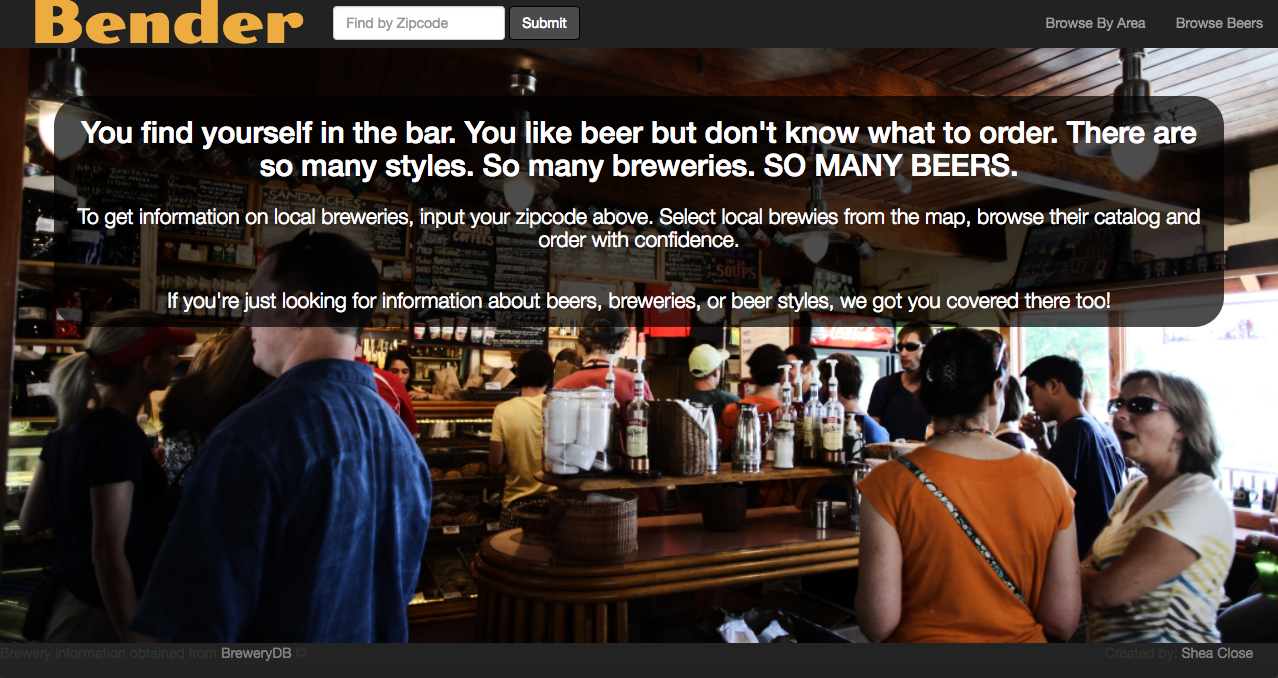 Bender
Find by Zipcode
Submit
Browse By Area
Browse Beers
You find yourself in the bar. You like beer but don't know what to order. There are
so many styles. So many breweries. SO MANY BEERS.
To get information on local breweries, input your zipcode above. Select local brewies from the map, browse their catalog and
order with confidence.
If you're just looking for information about beers, breweries, or beer styles, we got you covered there too!
SANDWICHES
COFFEES
SOUPS
Brewery information obtained from BreweryDB ©
Created by: Shea Close